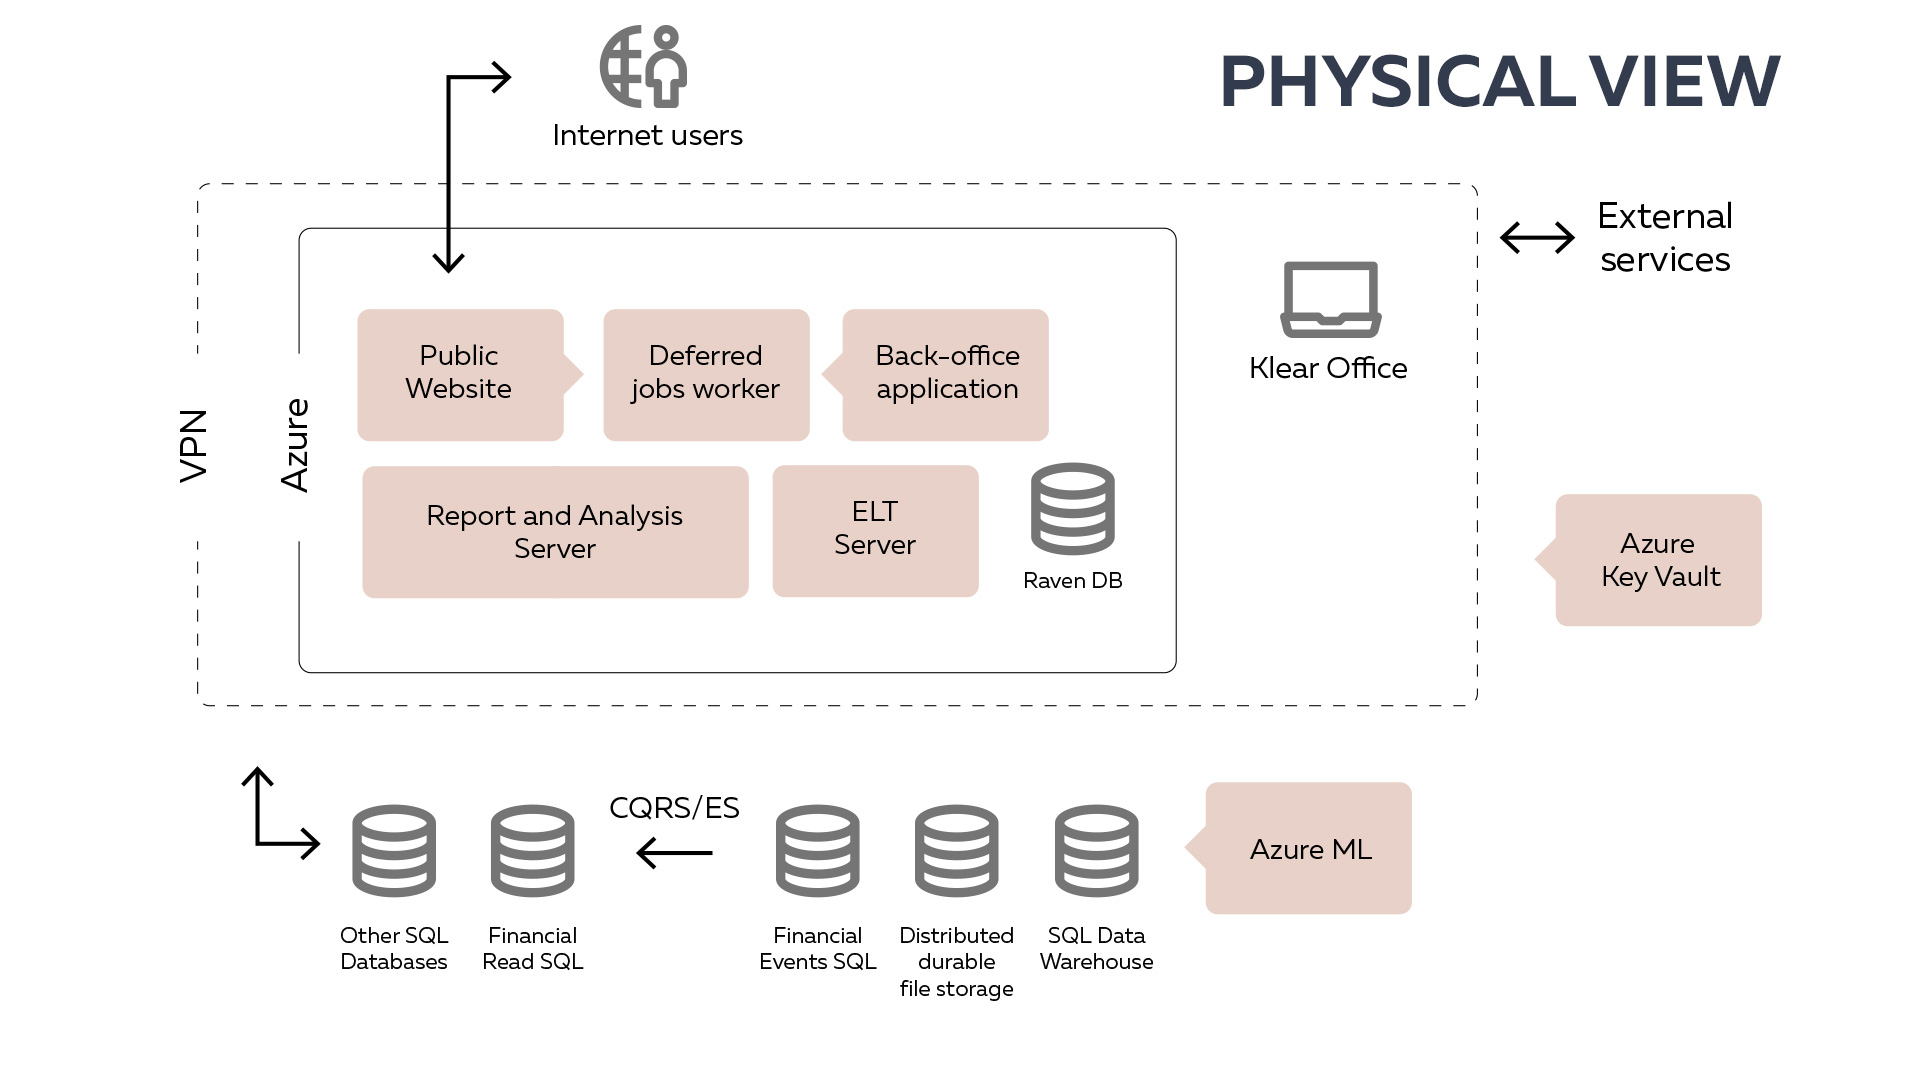 PHYSICAL VIEW
Internet users
External
services
VPN
Azure
Public
Website
Deferred
jobs worker
Back-office
application
Klear Office
Report and Analysis
Server
ELT
Server
Raven DB
Azure
Key Vault
CQRS/ES
Azure ML
Other SQL
Databases
Financial
Read SQL
Financial
Events SQL
Distributed
durable
file storage
SQL Data
Warehouse